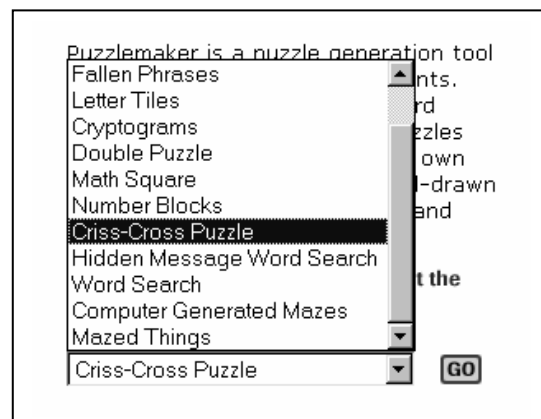 Puzzlemaker is a puzzle generation tool
Fallen Phrases
nts.
Letter Tiles
rd
Cryptograms
zzles
Double Puzzle
own
Math Square
l-drawn
Number Blocks
and
Criss-Cross Puzzle
Hidden Message Word Search
t the
Word Search
Computer Generated Mazes
Mazed Things
Criss-Cross Puzzle GO